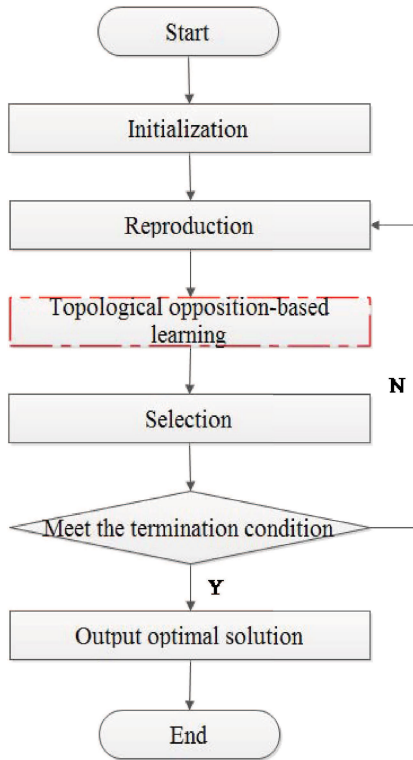 Start
Initialization
Reproduction
Topological opposition-based
learning
N
Selection
Meet the termination condition
Y
Output optimal solution
End